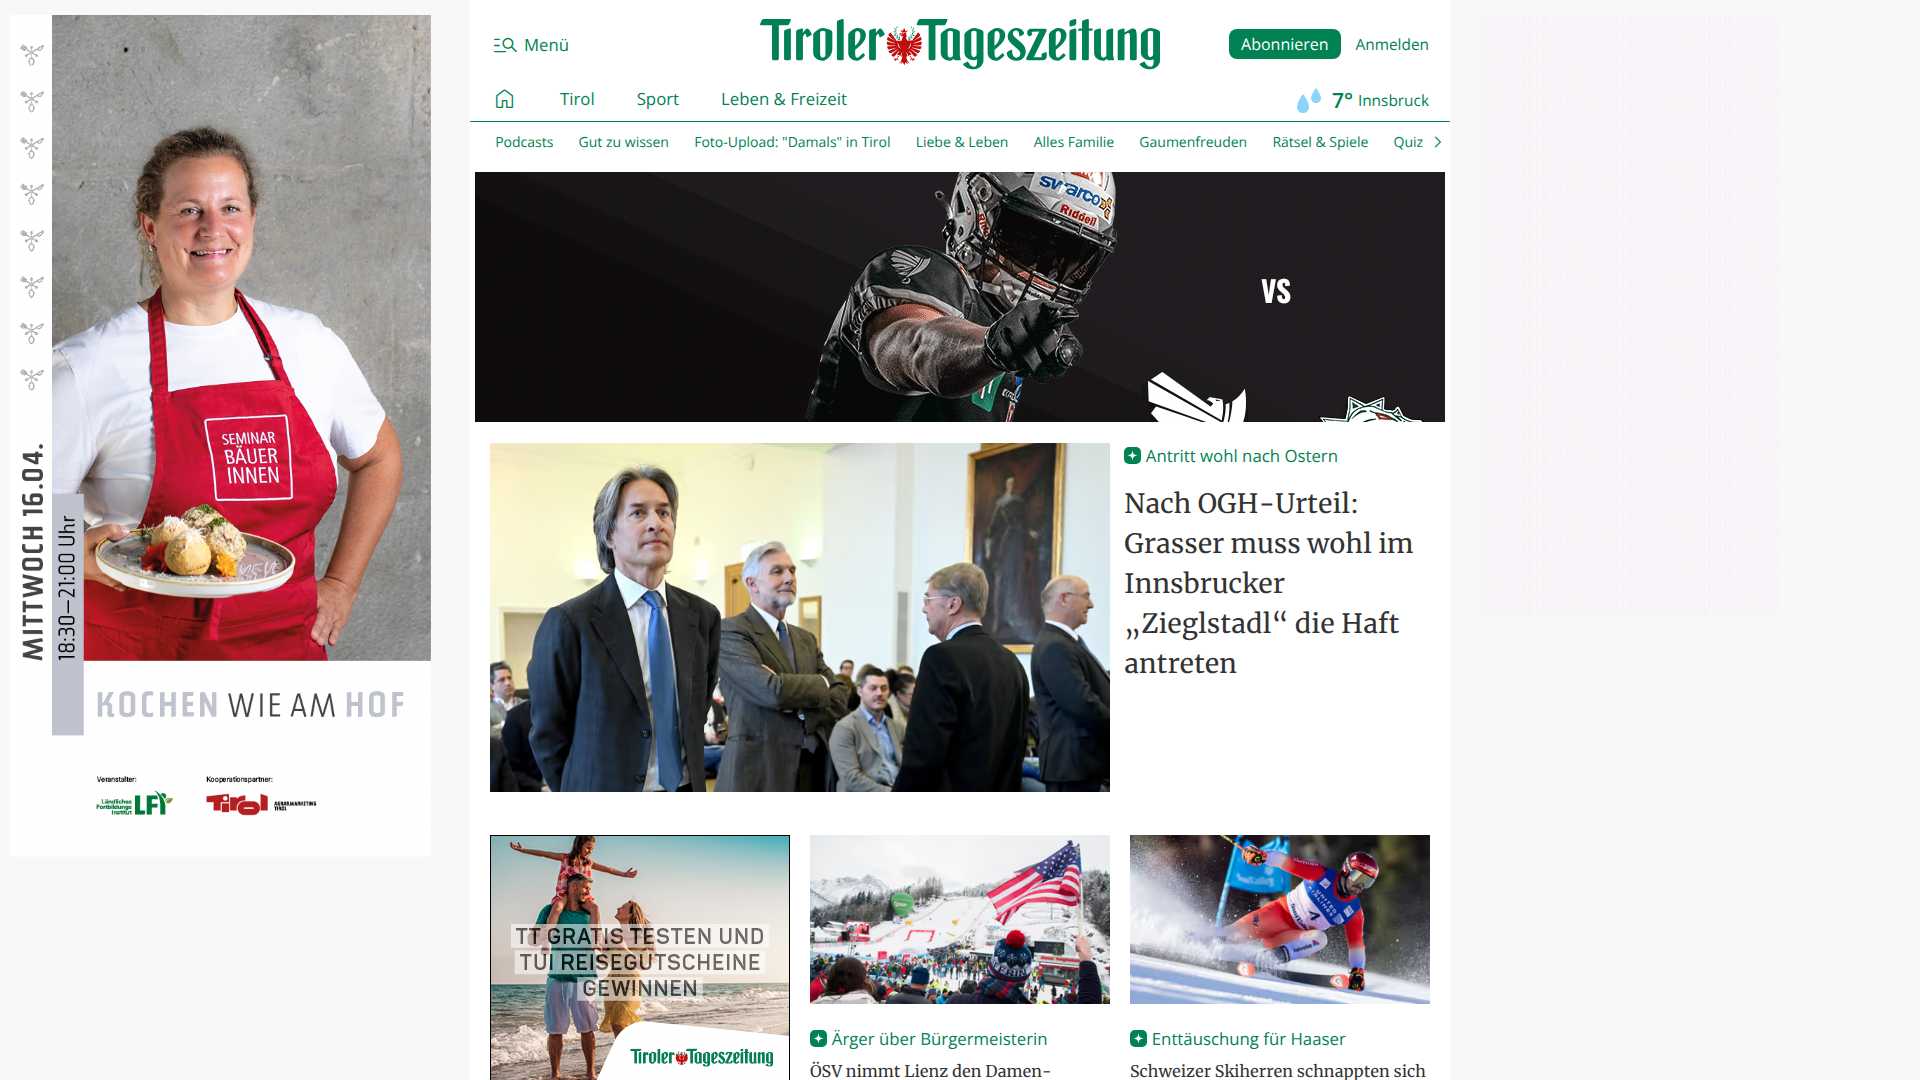 Menü
Tiroler Tageszeitung
Abonnieren
Anmelden
Tirol
Sport
Leben & Freizeit
7° Innsbruck
Podcasts
Gut zu wissen
Foto-Upload: "Damals" in Tirol
Liebe & Leben
Alles Familie
Gaumenfreuden
Rätsel & Spiele
Quiz
MITTWOCH 16.04.
18:30–21:00 Uhr
SEMINAR
BÄUER
INNEN
KOCHEN WIE AM HOF
Veranstalter:
Kooperationspartner:
Ländliches
Fortbildungs
Institut
LFI
Tirol
AGRARMARKETING
TIROL
swarco
Riddell
VS
Antritt wohl nach Ostern
Nach OGH-Urteil:
Grasser muss wohl im
Innsbrucker
„Zieglstadl“ die Haft
antreten
TT GRATIS TESTEN UND
TUI REISEGUTSCHEINE
GEWINNEN
Tiroler Tageszeitung
Ärger über Bürgermeisterin
ÖSV nimmt Lienz den Damen-
Enttäuschung für Haaser
Schweizer Skiherren schnappten sich